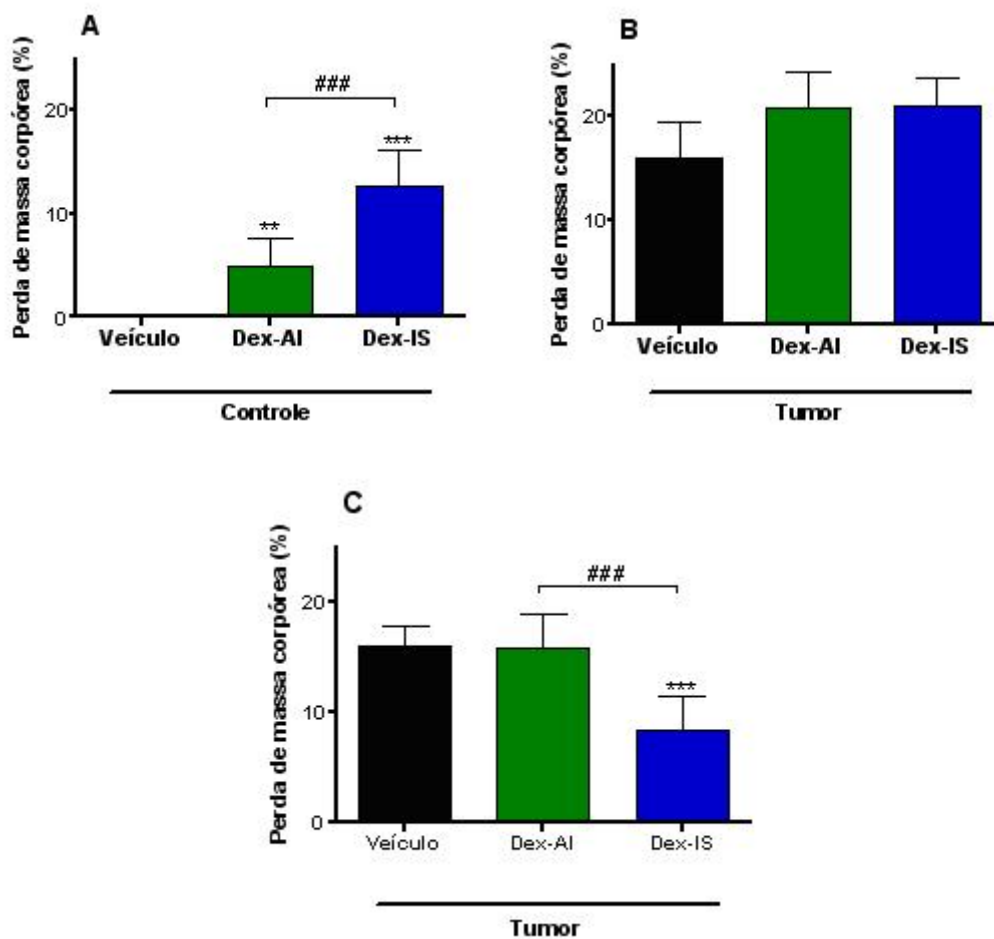 A
Perda de massa corpórea (%)
20
10
0
###
**
***
Veículo Dex-AI Dex-IS
Controle
B
Perda de massa corpórea (%)
20
10
0
Veículo Dex-AI Dex-IS
Tumor
C
Perda de massa corpórea (%)
20
10
0
###
***
Veículo Dex-AI Dex-IS
Tumor